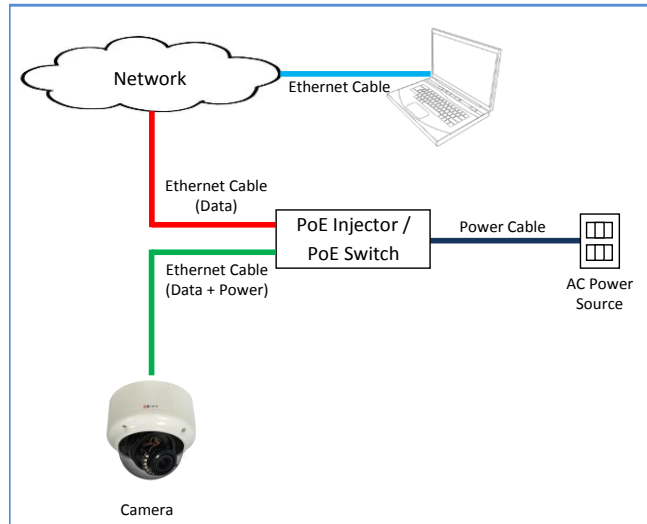 Network
Ethernet Cable
Ethernet Cable
(Data)
PoE Injector /
PoE Switch
Power Cable
Ethernet Cable
(Data + Power)
AC Power
Source
Camera